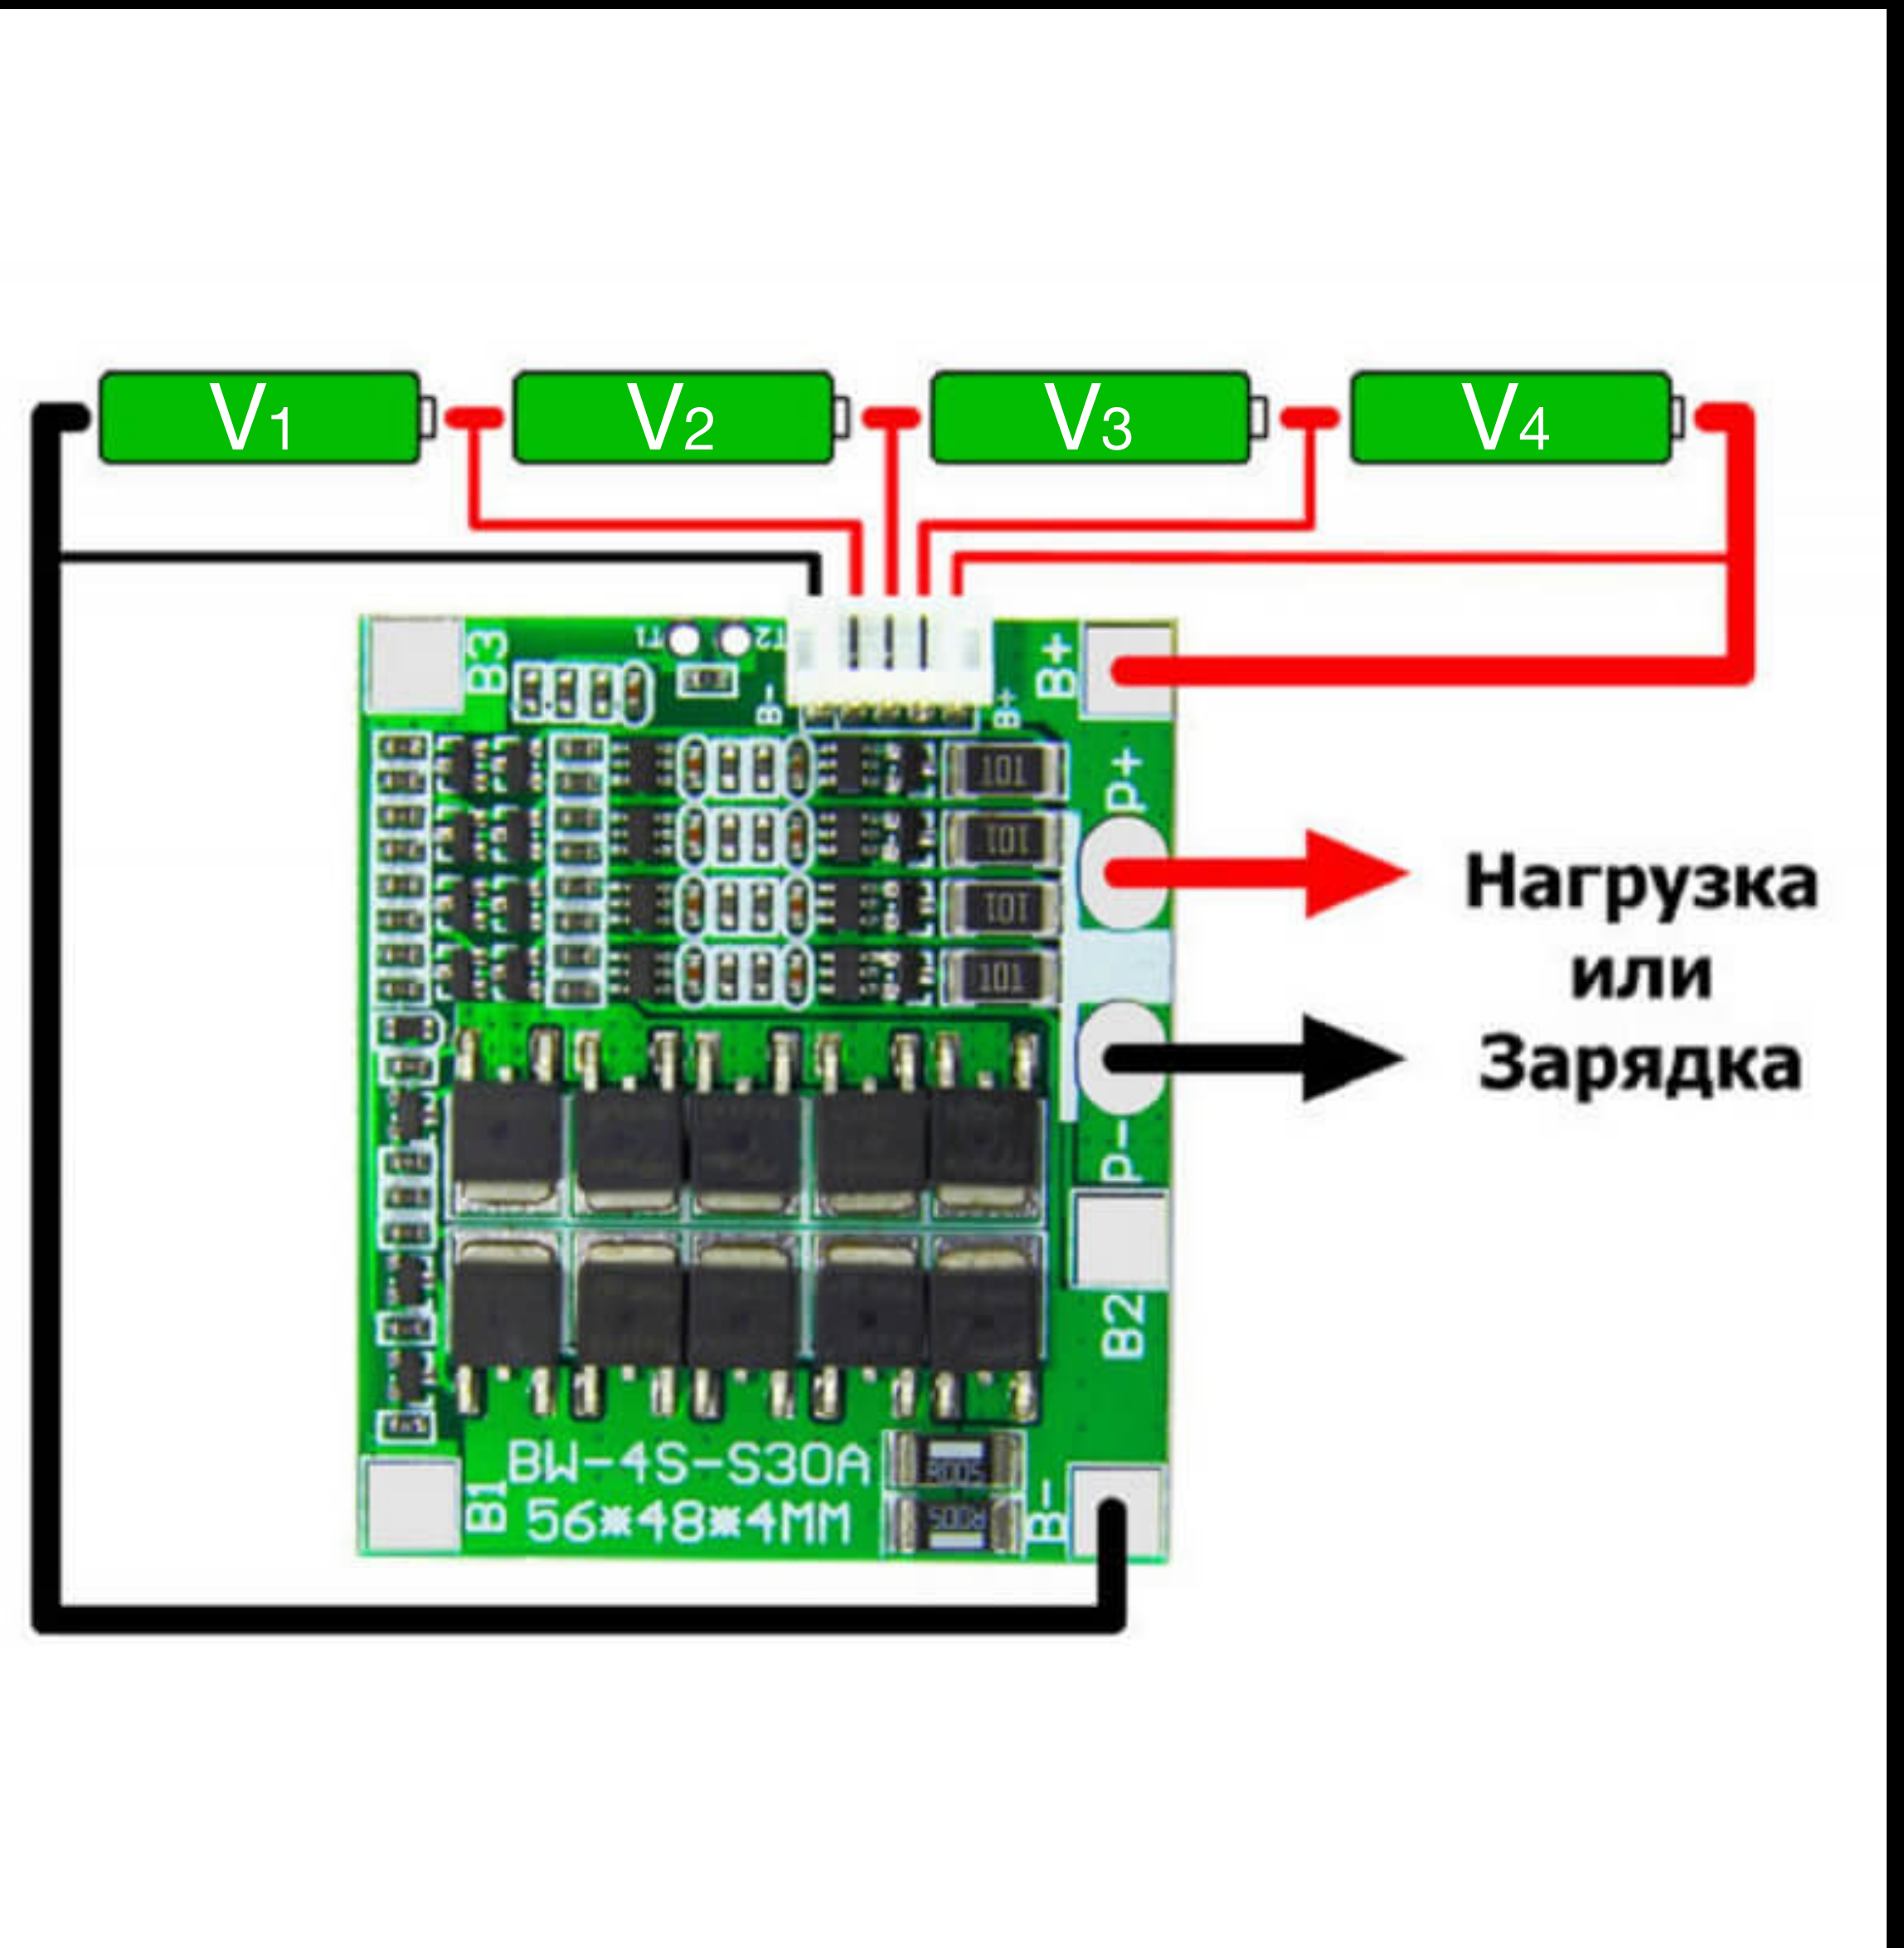 V1 V2 V3 V4
B3 T1 T2 B- B+ B+
P+
101
101
101
101
Нагрузка
или
Зарядка
P-
B2
BW-4S-S30A
56*48*4MM
B1
R005
R005
B-